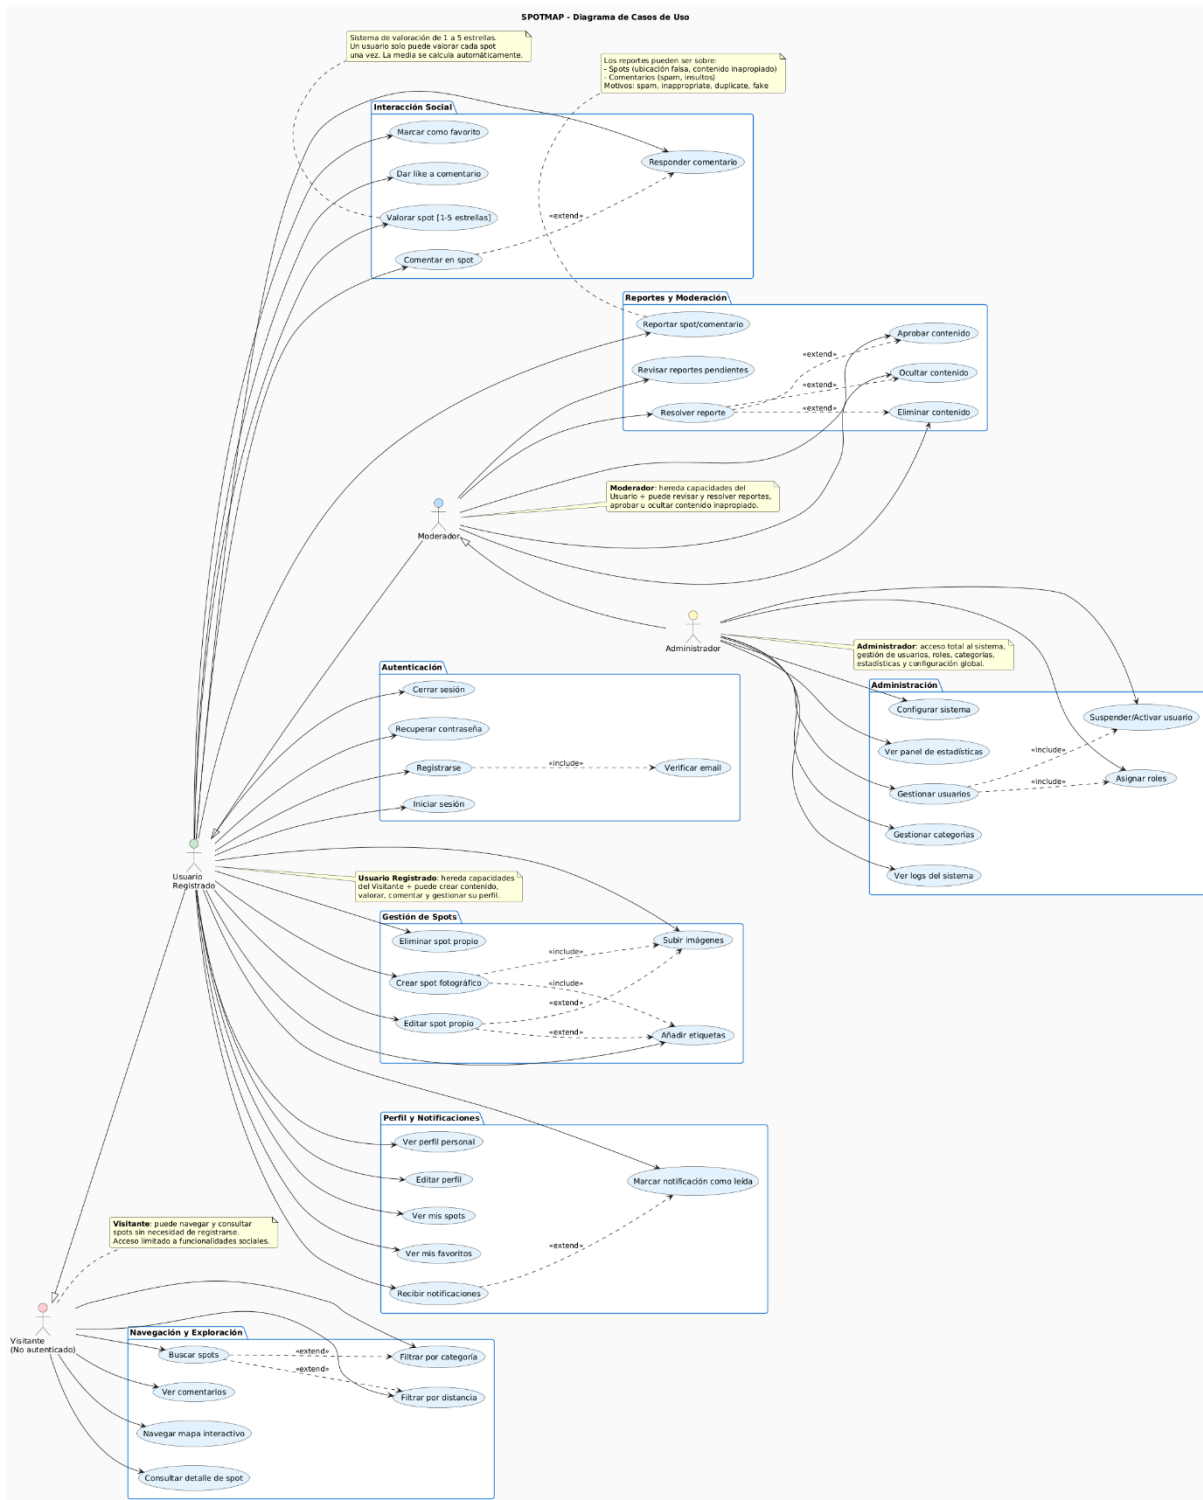 SPOTMAP - Diagrama de Casos de Uso
Sistema de valoración de 1 a 5 estrellas.
Un usuario solo puede valorar cada spot
una vez. La media se calcula automáticamente.
Los reportes pueden ser sobre:
- Spots (ubicación falsa, contenido inapropiado)
- Comentarios (spam, insultos)
Motivos: spam, inappropriate, duplicate, fake
Interacción Social
Marcar como favorito
Responder comentario
Dar like a comentario
Valorar spot [1-5 estrellas]
«extend»
Comentar en spot
Reportes y Moderación
Reportar spot/comentario
Aprobar contenido
«extend»
Revisar reportes pendientes
Ocultar contenido
«extend»
Resolver reporte
«extend»
Eliminar contenido
Moderador: hereda capacidades del
Usuario + puede revisar y resolver reportes,
aprobar u ocultar contenido inapropiado.
Moderador
Administrador
Administrador: acceso total al sistema,
gestión de usuarios, roles, categorías,
estadísticas y configuración global.
Autenticación
Cerrar sesión
Recuperar contraseña
Registrarse
«include»
Verificar email
Iniciar sesión
Administración
Configurar sistema
Suspender/Activar usuario
Ver panel de estadísticas
«include»
Asignar roles
«include»
Gestionar usuarios
Gestionar categorías
Ver logs del sistema
Usuario
Registrado
Usuario Registrado: hereda capacidades
del Visitante + puede crear contenido,
valorar, comentar y gestionar su perfil.
Gestión de Spots
Eliminar spot propio
Subir imágenes
«include»
Crear spot fotográfico
«include»
«extend»
Editar spot propio
«extend»
Añadir etiquetas
Perfil y Notificaciones
Ver perfil personal
Editar perfil
Marcar notificación como leída
Ver mis spots
«extend»
Ver mis favoritos
Recibir notificaciones
Visitante: puede navegar y consultar
spots sin necesidad de registrarse.
Acceso limitado a funcionalidades sociales.
Visitante
(No autenticado)
Navegación y Exploración
Buscar spots
«extend»
Filtrar por categoría
«extend»
Ver comentarios
Filtrar por distancia
Navegar mapa interactivo
Consultar detalle de spot